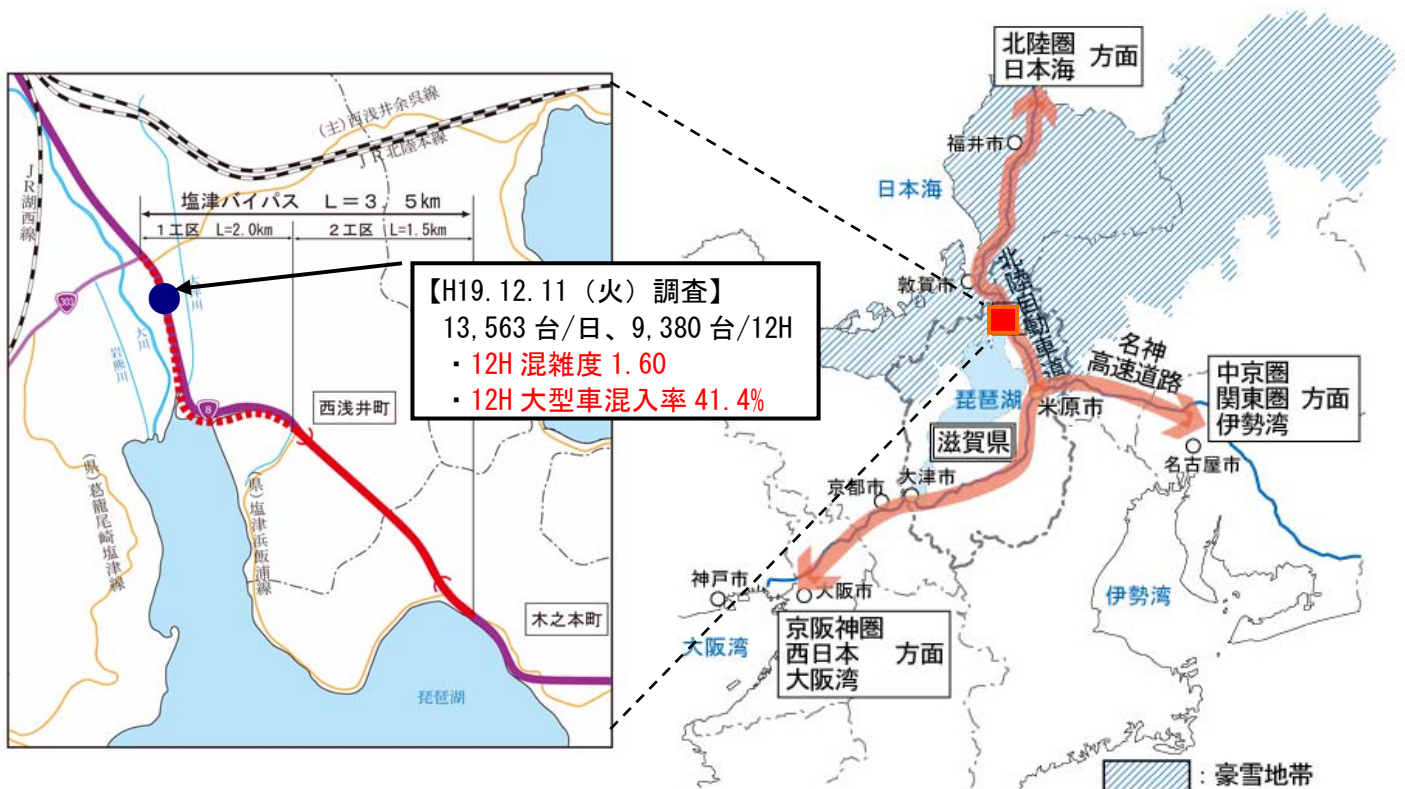 (主)西浅井余呉線
JR北陸本線
JR湖西線
塩津バイパス L=3.5km
1工区 L=2.0km
2工区 L=1.5km
303
大川
岩熊川
8
西浅井町
(県)葛籠尾崎塩津線
(県)塩津浜飯浦線
木之本町
琵琶湖
【H19.12.11(火)調査】
13,563台/日、9,380台/12H
・12H混雑度1.60
・12H大型車混入率41.4%
北陸圏
日本海
方面
福井市
日本海
敦賀市
北陸自動車道
名神
高速道路
中京圏
関東圏
伊勢湾
方面
琵琶湖
米原市
滋賀県
名古屋市
京都市
大津市
神戸市
大阪市
伊勢湾
大阪湾
京阪神圏
西日本
大阪湾
方面
:豪雪地帯